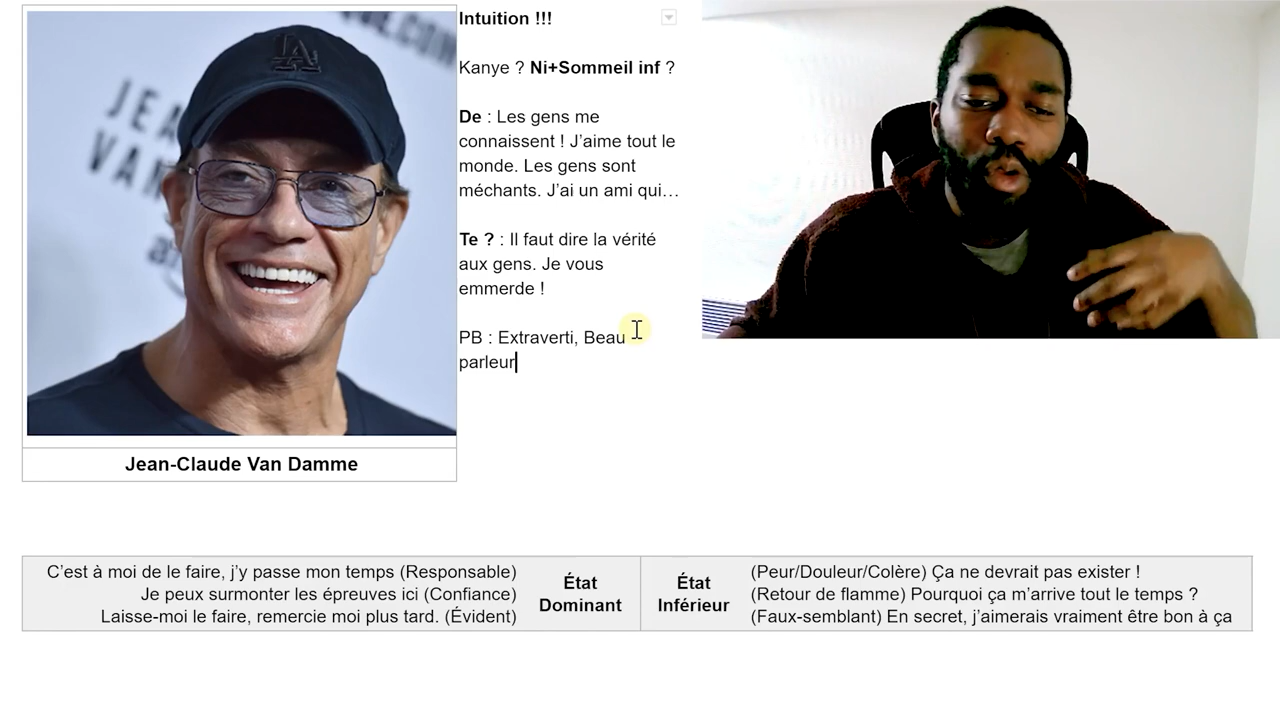 JEA
VAN
LA
Intuition !!!
Kanye ? Ni+Sommeil inf ?
De : Les gens me
connaissent ! J’aime tout le
monde. Les gens sont
méchants. J’ai un ami qui…
Te ? : Il faut dire la vérité
aux gens. Je vous
emmerde !
PB : Extraverti, Beau
parleur
Jean-Claude Van Damme
C’est à moi de le faire, j’y passe mon temps (Responsable)
Je peux surmonter les épreuves ici (Confiance)
Laisse-moi le faire, remercie moi plus tard. (Évident)
État
Dominant
État
Inférieur
(Peur/Douleur/Colère) Ça ne devrait pas exister !
(Retour de flamme) Pourquoi ça m’arrive tout le temps ?
(Faux-semblant) En secret, j’aimerais vraiment être bon à ça